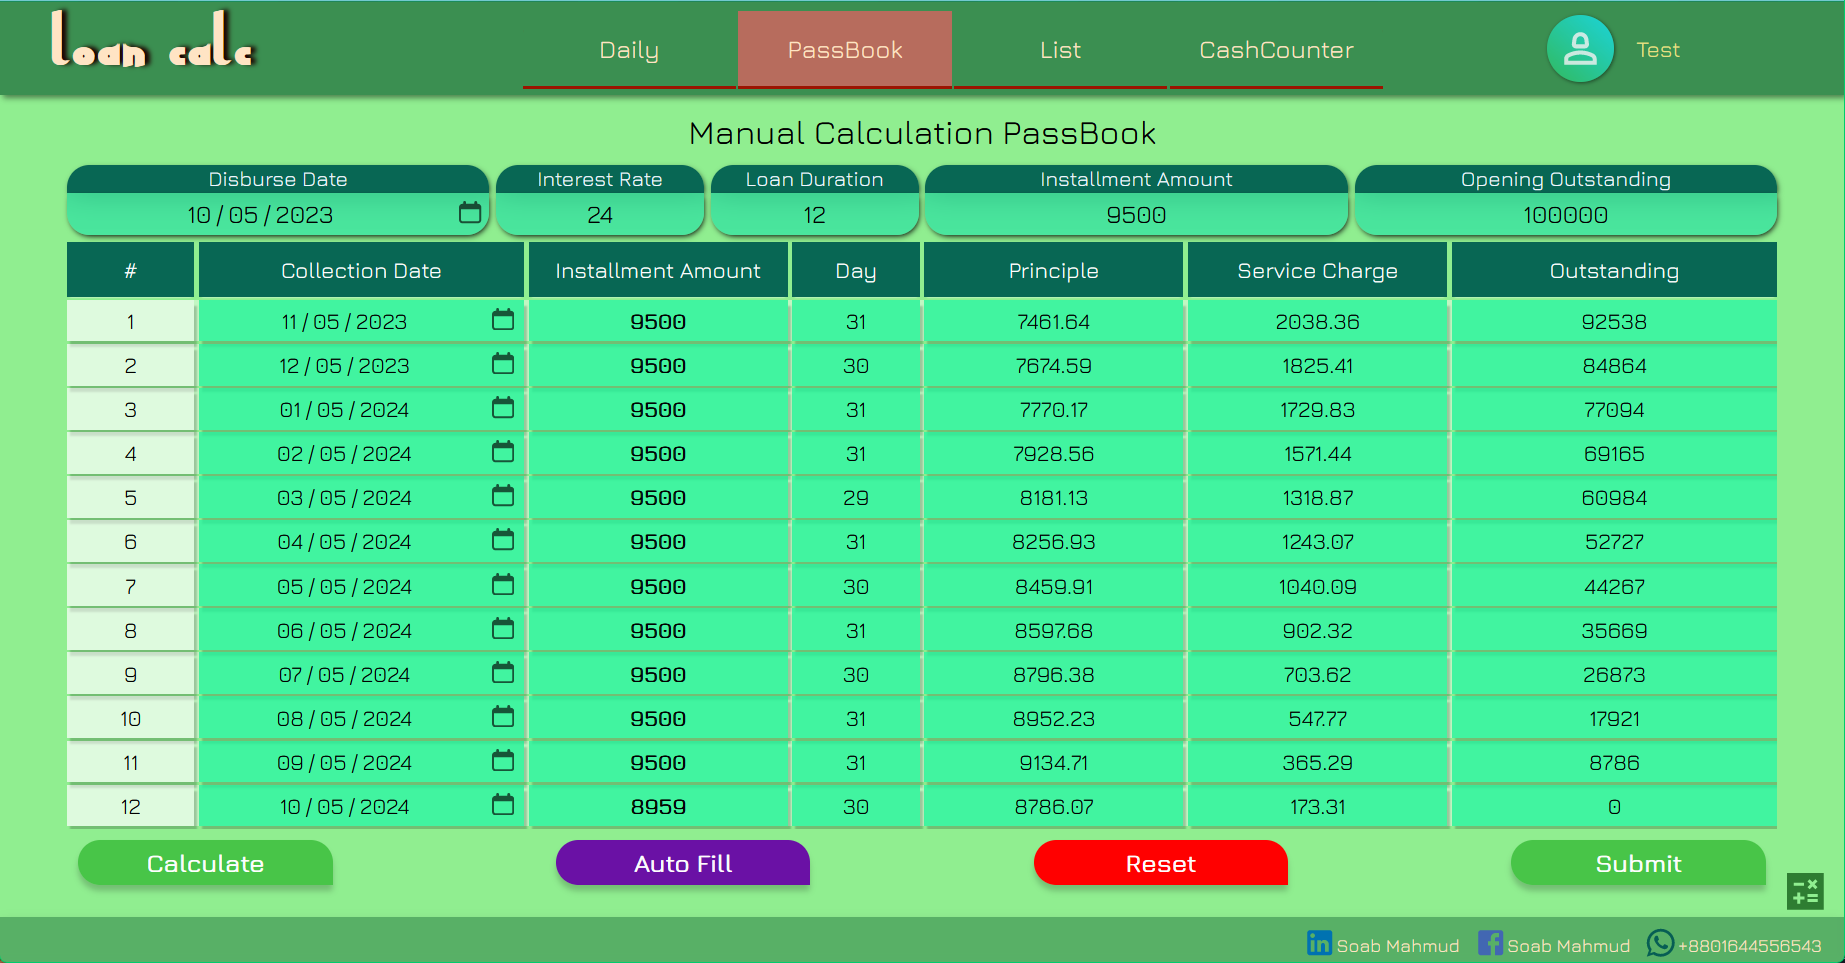 loan calc
Daily PassBook List CashCounter Test
Manual Calculation PassBook
Disburse Date Interest Rate Loan Duration Installment Amount Opening Outstanding
10 / 05 / 2023 24 12 9500 100000
# Collection Date Installment Amount Day Principle Service Charge Outstanding
1 11 / 05 / 2023 9500 31 7461.64 2038.36 92538
2 12 / 05 / 2023 9500 30 7674.59 1825.41 84864
3 01 / 05 / 2024 9500 31 7770.17 1729.83 77094
4 02 / 05 / 2024 9500 31 7928.56 1571.44 69165
5 03 / 05 / 2024 9500 29 8181.13 1318.87 60984
6 04 / 05 / 2024 9500 31 8256.93 1243.07 52727
7 05 / 05 / 2024 9500 30 8459.91 1040.09 44267
8 06 / 05 / 2024 9500 31 8597.68 902.32 35669
9 07 / 05 / 2024 9500 30 8796.38 703.62 26873
10 08 / 05 / 2024 9500 31 8952.23 547.77 17921
11 09 / 05 / 2024 9500 31 9134.71 365.29 8786
12 10 / 05 / 2024 8959 30 8786.07 173.31 0
Calculate Auto Fill Reset Submit
Soab Mahmud Soab Mahmud +8801644556543